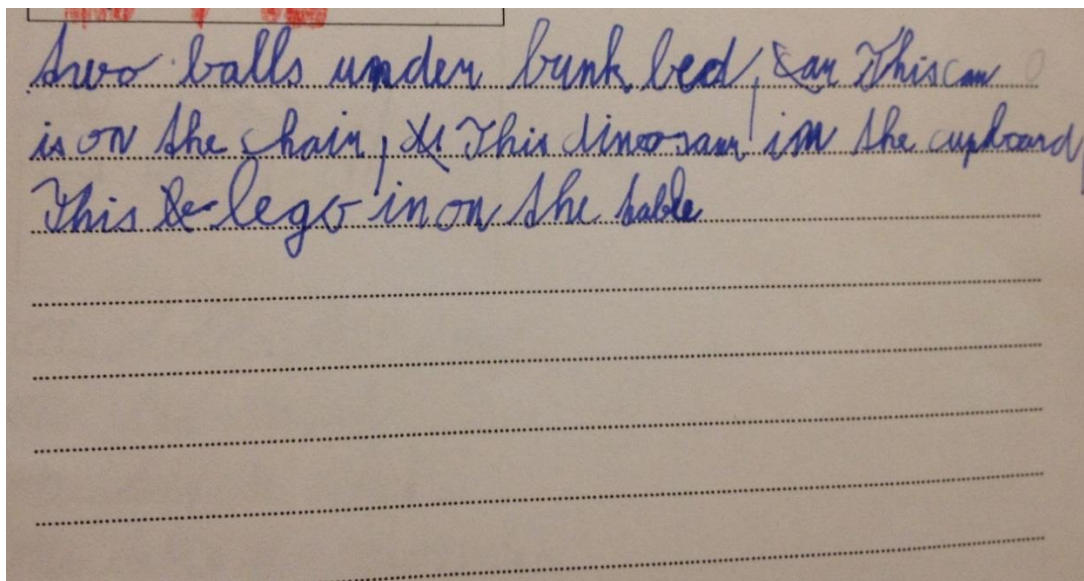 two balls under bunk bed, car This car
is on the chair, This dinosaur in the cupboard,
This lego in on the table